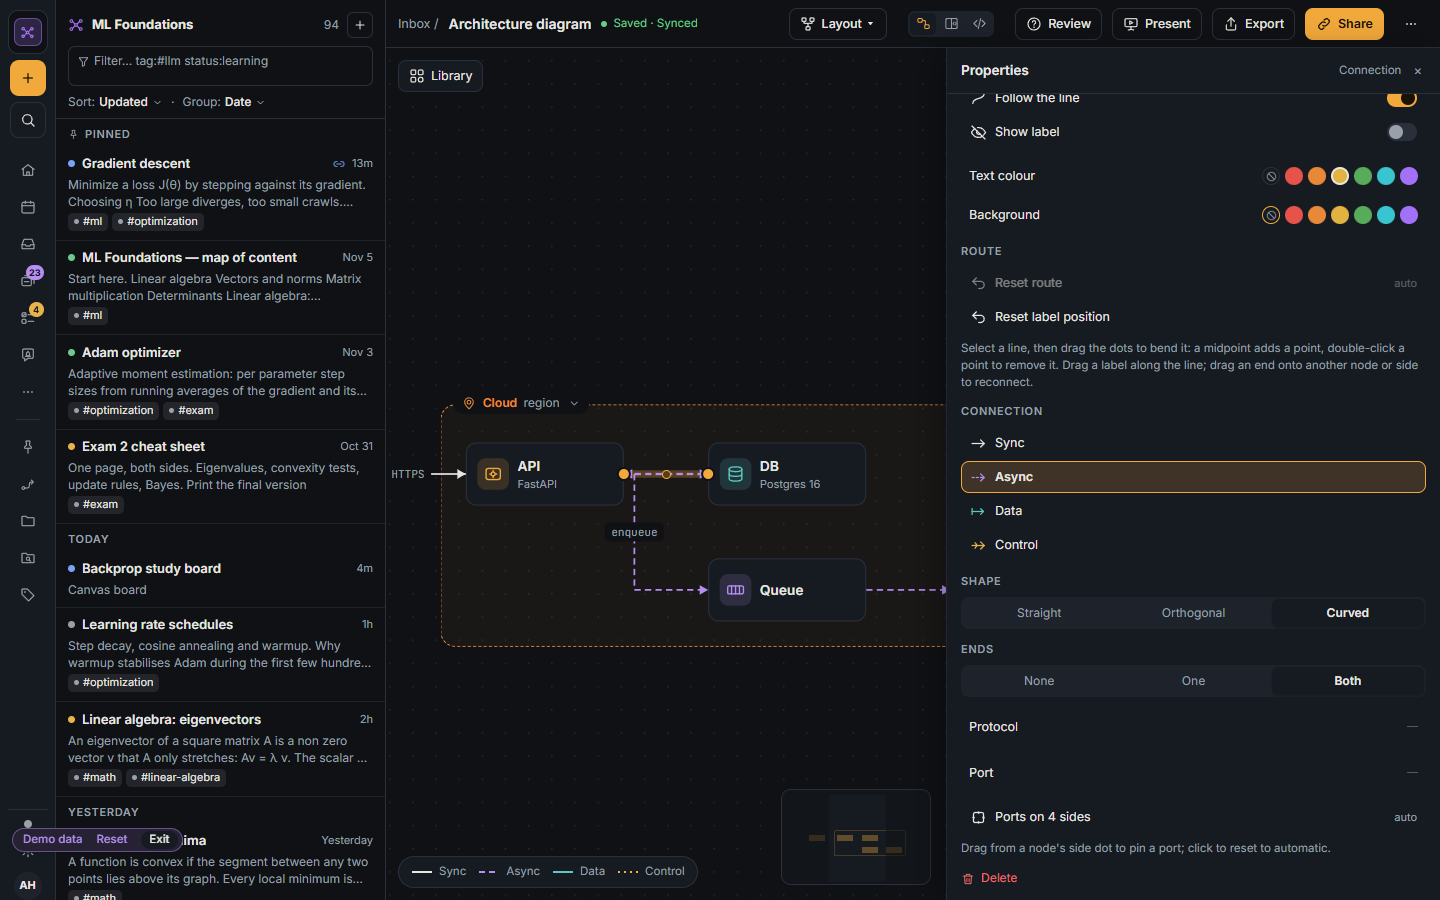 ML Foundations
94
Filter... tag:#llm status:learning
Sort: Updated · Group: Date
PINNED
Gradient descent
13m
Minimize a loss J(θ) by stepping against its gradient.
Choosing η Too large diverges, too small crawls....
#ml
#optimization
ML Foundations — map of content
Nov 5
Start here. Linear algebra Vectors and norms Matrix
multiplication Determinants Linear algebra:...
#ml
Adam optimizer
Nov 3
Adaptive moment estimation: per parameter step
sizes from running averages of the gradient and its...
#optimization
#exam
Exam 2 cheat sheet
Oct 31
One page, both sides. Eigenvalues, convexity tests,
update rules, Bayes. Print the final version
#exam
TODAY
Backprop study board
4m
Canvas board
Learning rate schedules
1h
Step decay, cosine annealing and warmup. Why
warmup stabilises Adam during the first few hundre...
#optimization
Linear algebra: eigenvectors
2h
An eigenvector of a square matrix A is a non zero
vector v that A only stretches: Av = λ v. The scalar ...
#math
#linear-algebra
YESTERDAY
ima
Yesterday
A function is convex if the segment between any two
points lies above its graph. Every local minimum is...
#math
23
4
Demo data
Reset
Exit
AH
Inbox /
Architecture diagram
Saved · Synced
Layout
Review
Present
Export
Share
Library
HTTPS
Cloud region
API
FastAPI
DB
Postgres 16
enqueue
Queue
Sync
Async
Data
Control
Properties
Connection
Follow the line
Show label
Text colour
Background
ROUTE
Reset route
auto
Reset label position
Select a line, then drag the dots to bend it: a midpoint adds a point, double-click a
point to remove it. Drag a label along the line; drag an end onto another node or side
to reconnect.
CONNECTION
Sync
Async
Data
Control
SHAPE
Straight
Orthogonal
Curved
ENDS
None
One
Both
Protocol
—
Port
—
Ports on 4 sides
auto
Drag from a node's side dot to pin a port; click to reset to automatic.
Delete